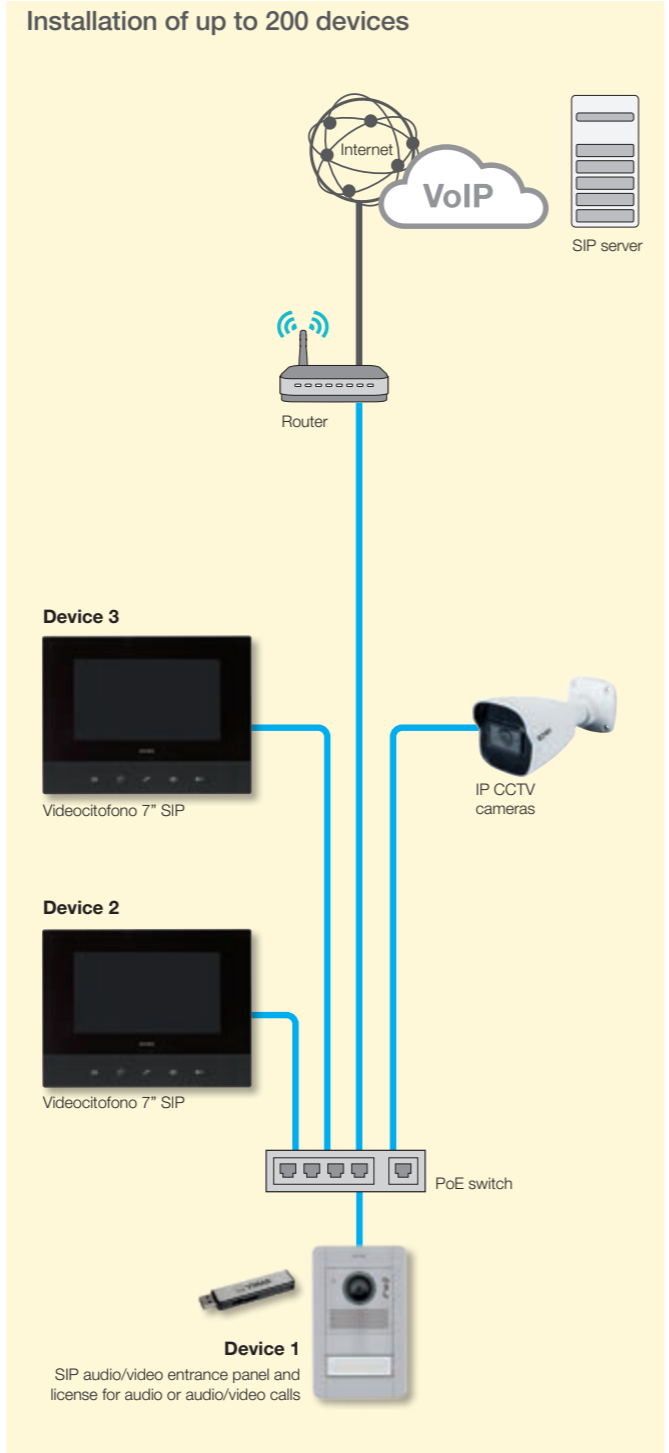 Installation of up to 200 devices
Internet
VoIP
SIP server
Router
Device 3
Videocitofono 7” SIP
IP CCTV
cameras
Device 2
Videocitofono 7” SIP
PoE switch
VIMAR
Device 1
SIP audio/video entrance panel and
license for audio or audio/video calls